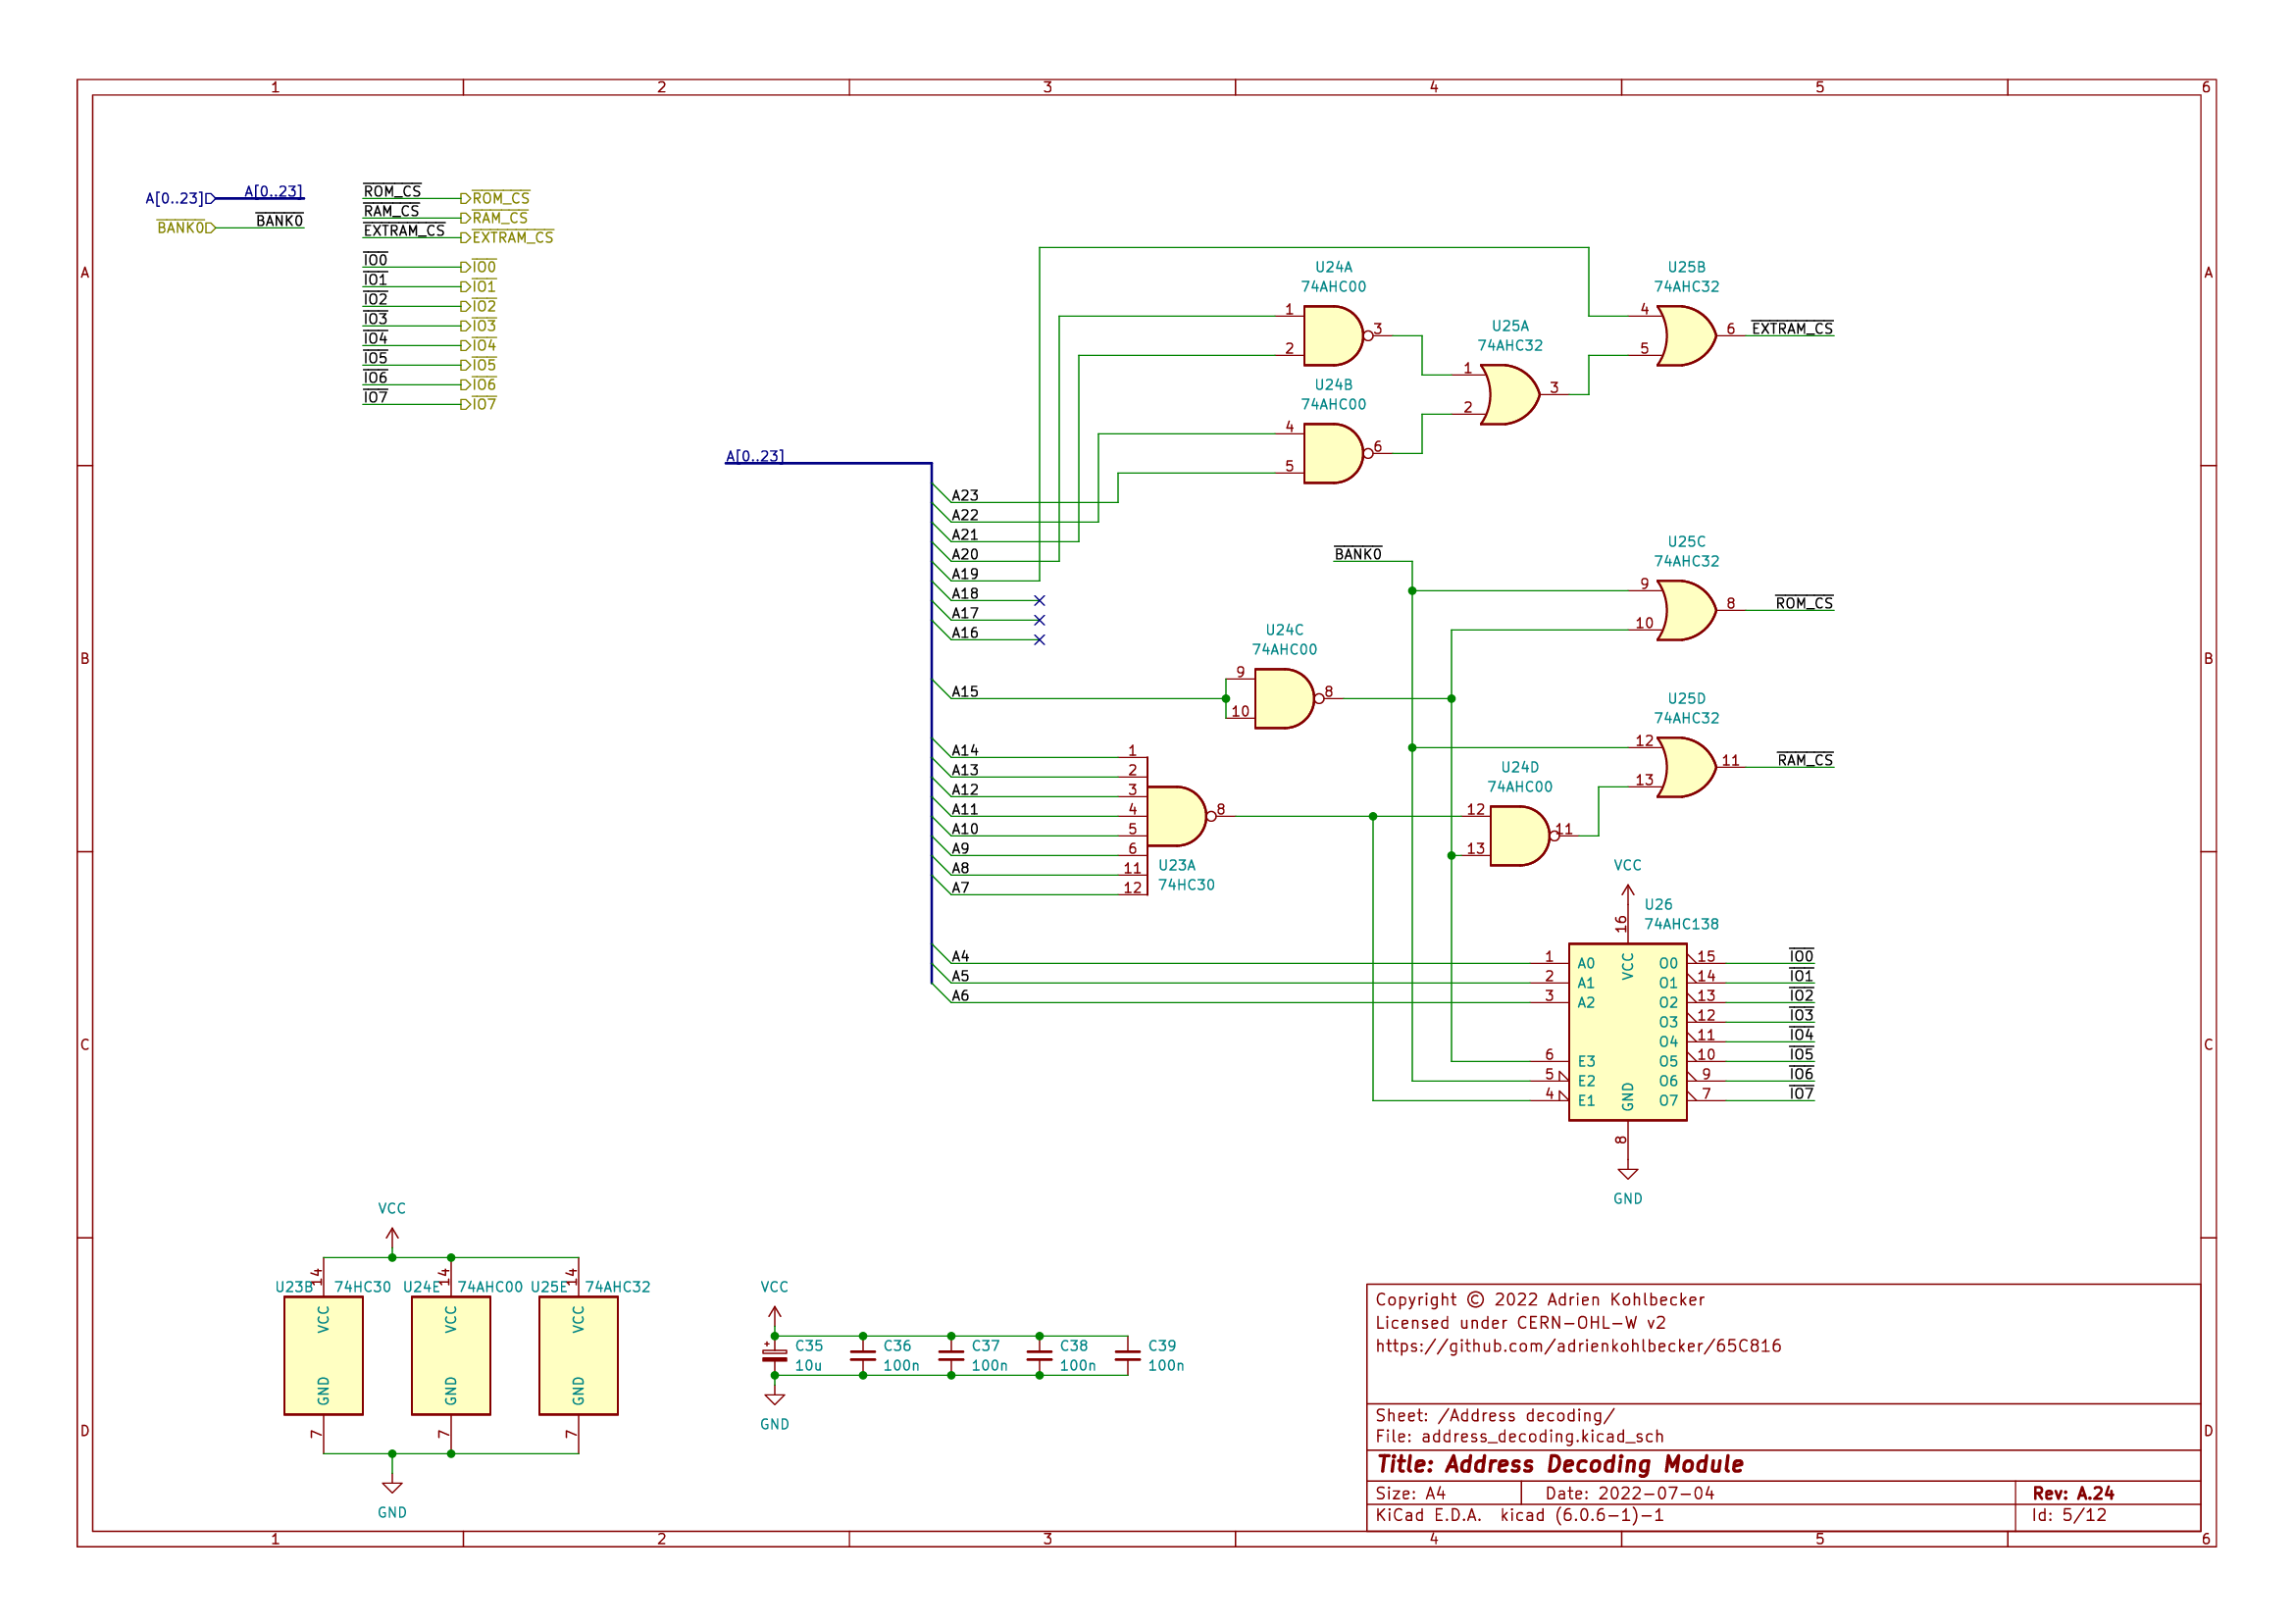 1 2 3 4 5 6
A A
B B
C C
D D
A[0..23] A[0..23]
BANK0 BANK0
ROM_CS ROM_CS
RAM_CS RAM_CS
EXTRAM_CS EXTRAM_CS
IO0 IO0
IO1 IO1
IO2 IO2
IO3 IO3
IO4 IO4
IO5 IO5
IO6 IO6
IO7 IO7
A[0..23]
A23
A22
A21
A20
A19
A18
A17
A16
A15
A14
A13
A12
A11
A10
A9
A8
A7
A4
A5
A6
U24A
74AHC00
1
2
3
U24B
74AHC00
4
5
6
U25A
74AHC32
1
2
3
U25B
74AHC32
4
5
6
EXTRAM_CS
BANK0
U25C
74AHC32
9
10
8
ROM_CS
U24C
74AHC00
9
10
8
U25D
74AHC32
12
13
11
RAM_CS
U24D
74AHC00
12
13
11
1
2
3
4
5
6
11
12
8
U23A
74HC30
VCC
U26
74AHC138
16
VCC
1 A0 O0 15 IO0
2 A1 O1 14 IO1
3 A2 O2 13 IO2
O3 12 IO3
O4 11 IO4
6 E3 O5 10 IO5
5 E2 O6 9 IO6
4 E1 O7 7 IO7
GND
8
GND
VCC
U23B 14 74HC30 U24E 14 74AHC00 U25E 14 74AHC32
VCC VCC VCC
GND GND GND
7 7 7
GND
VCC
C35 C36 C37 C38 C39
10u 100n 100n 100n 100n
GND
Copyright © 2022 Adrien Kohlbecker
Licensed under CERN-OHL-W v2
https://github.com/adrienkohlbecker/65C816
Sheet: /Address decoding/
File: address_decoding.kicad_sch
Title: Address Decoding Module
Size: A4 Date: 2022-07-04 Rev: A.24
KiCad E.D.A. kicad (6.0.6-1)-1 Id: 5/12
1 2 3 4 5 6